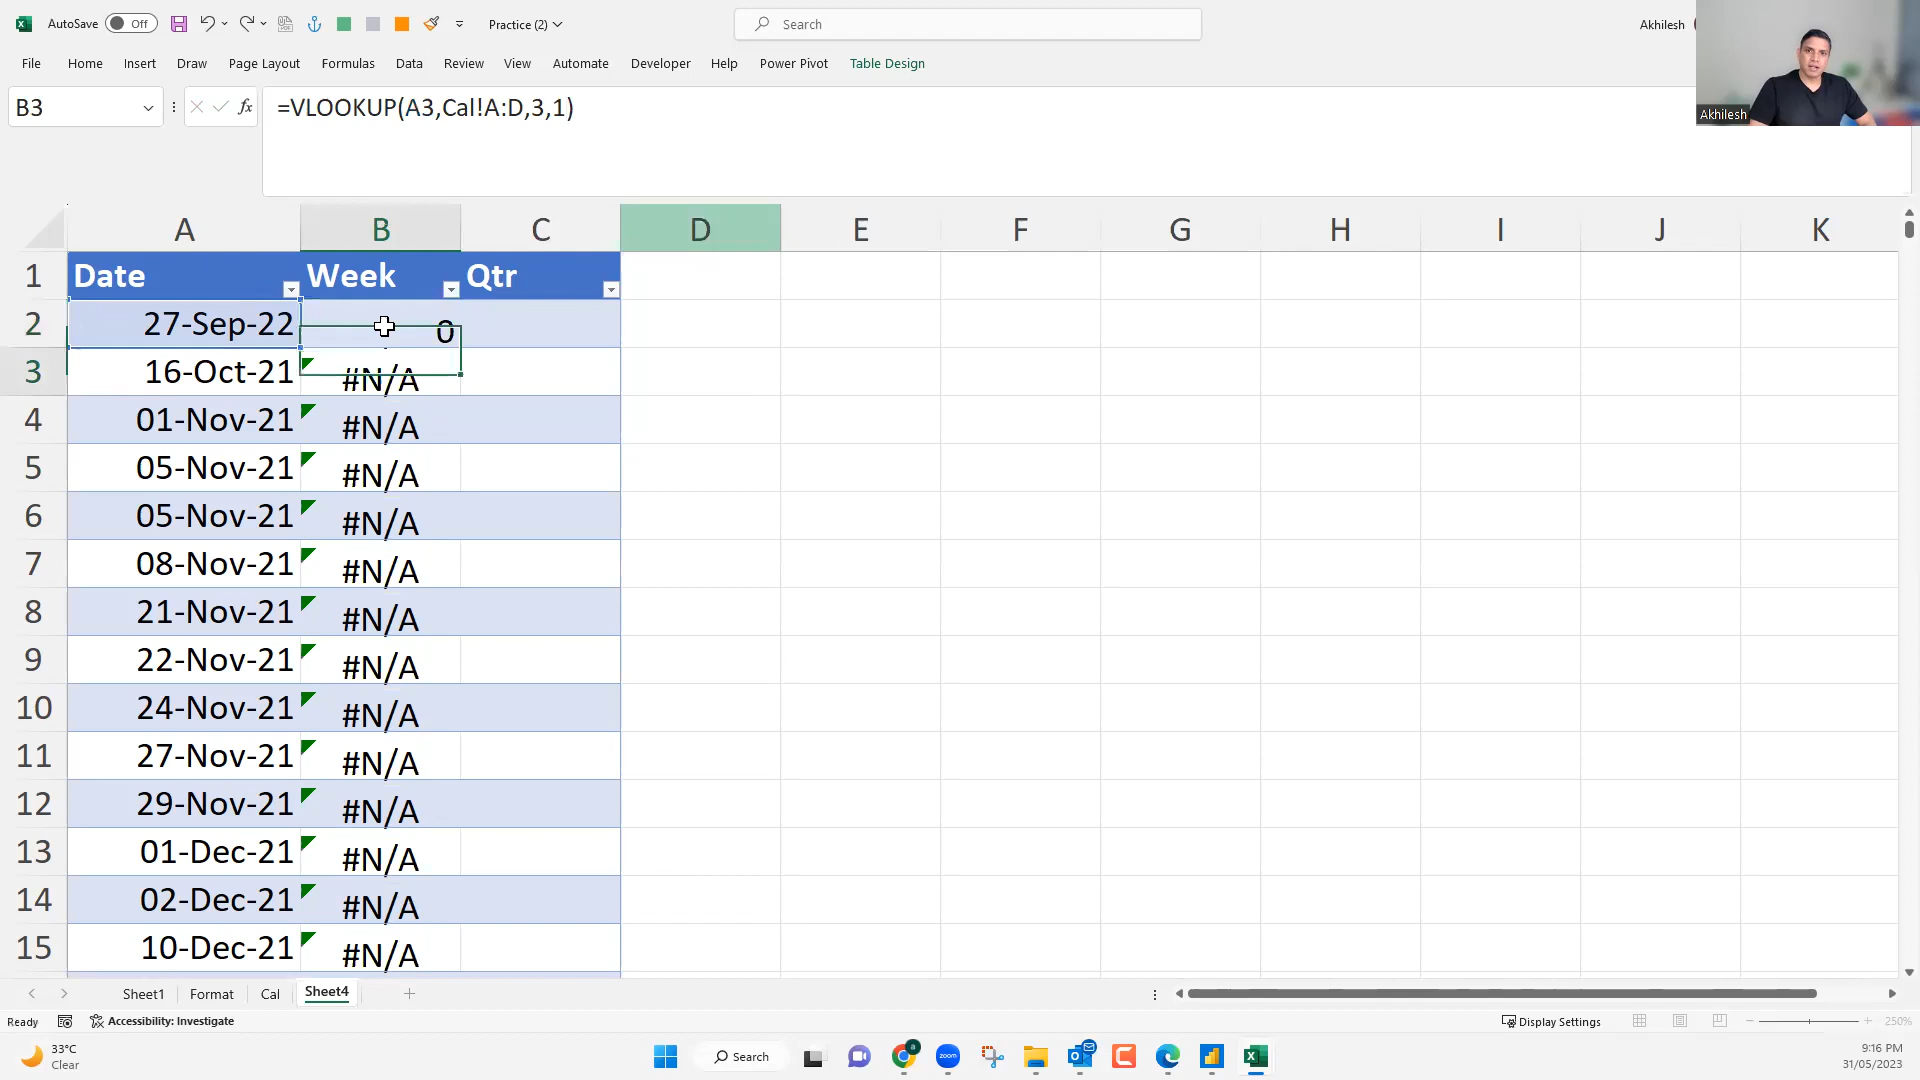 AutoSave Off Practice (2) Search Akhilesh
File Home Insert Draw Page Layout Formulas Data Review View Automate Developer Help Power Pivot Table Design
B3 fx =VLOOKUP(A3,Cal!A:D,3,1)
Akhilesh
A B C D E F G H I J K
1 Date Week Qtr
2 27-Sep-22 0
3 16-Oct-21 #N/A
4 01-Nov-21 #N/A
5 05-Nov-21 #N/A
6 05-Nov-21 #N/A
7 08-Nov-21 #N/A
8 21-Nov-21 #N/A
9 22-Nov-21 #N/A
10 24-Nov-21 #N/A
11 27-Nov-21 #N/A
12 29-Nov-21 #N/A
13 01-Dec-21 #N/A
14 02-Dec-21 #N/A
15 10-Dec-21 #N/A
Sheet1 Format Cal Sheet4
Ready Accessibility: Investigate Display Settings 250%
33°C
Clear
Search
zoom
9:16 PM
31/05/2023